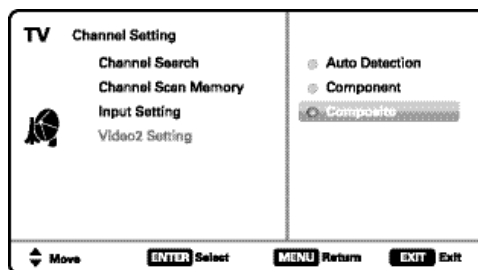 TV Channel Setting
Channel Search
Channel Scan Memory
Input Setting
Video2 Setting
Auto Detection
Component
Composite
Move ENTER Select MENU Return EXIT Exit